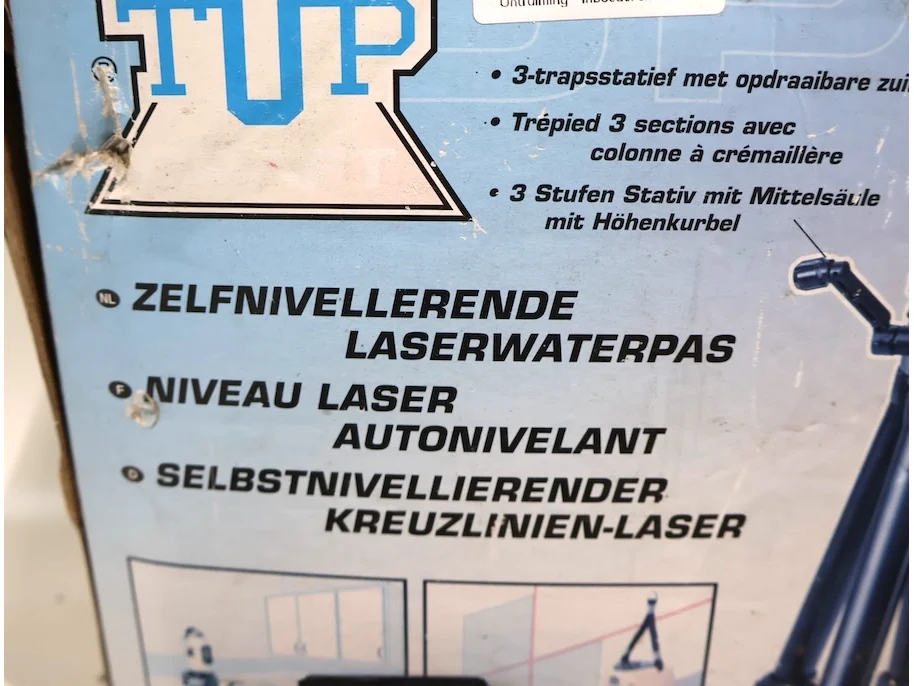 TUP
• 3-trapsstatief met opdraaibare
• Trépied 3 sections avec
colonne à crémaillère
• 3 Stufen Stativ mit Mittelsäule
mit Höhenkurbel
NL ZELFNIVELLERENDE
LASERWATERPAS
F NIVEAU LASER
AUTONIVELANT
D SELBSTNIVELLIERENDER
KREUZLINIEN-LASER